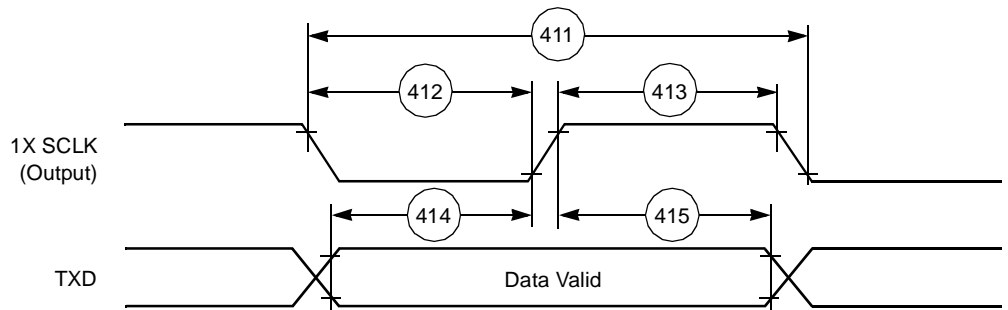 411
412
413
1X SCLK
(Output)
414
415
TXD
Data Valid